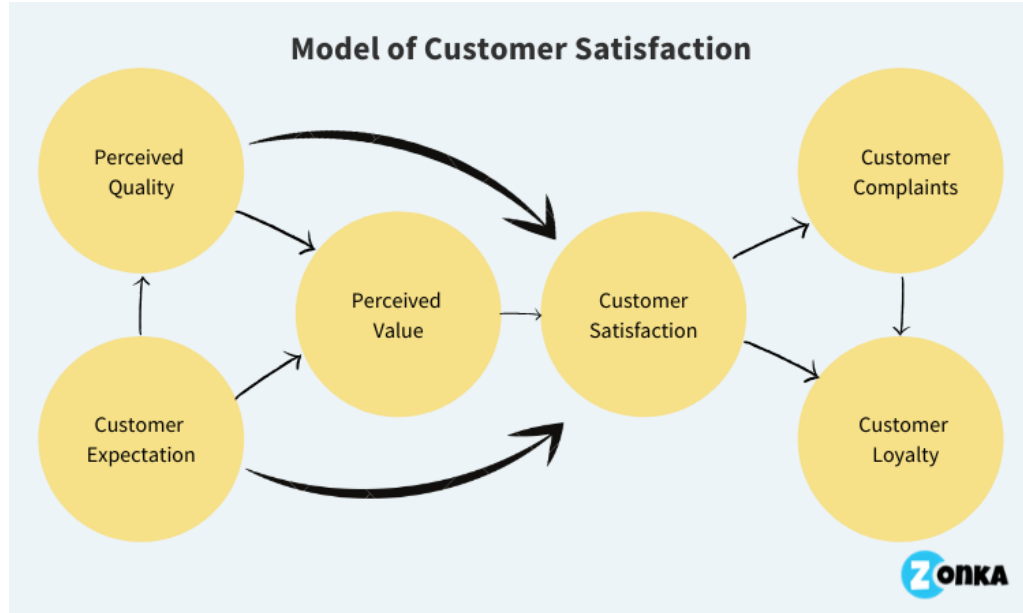 Model of Customer Satisfaction
Perceived
Quality
Customer
Complaints
Perceived
Value
Customer
Satisfaction
Customer
Expectation
Customer
Loyalty
ZONKA